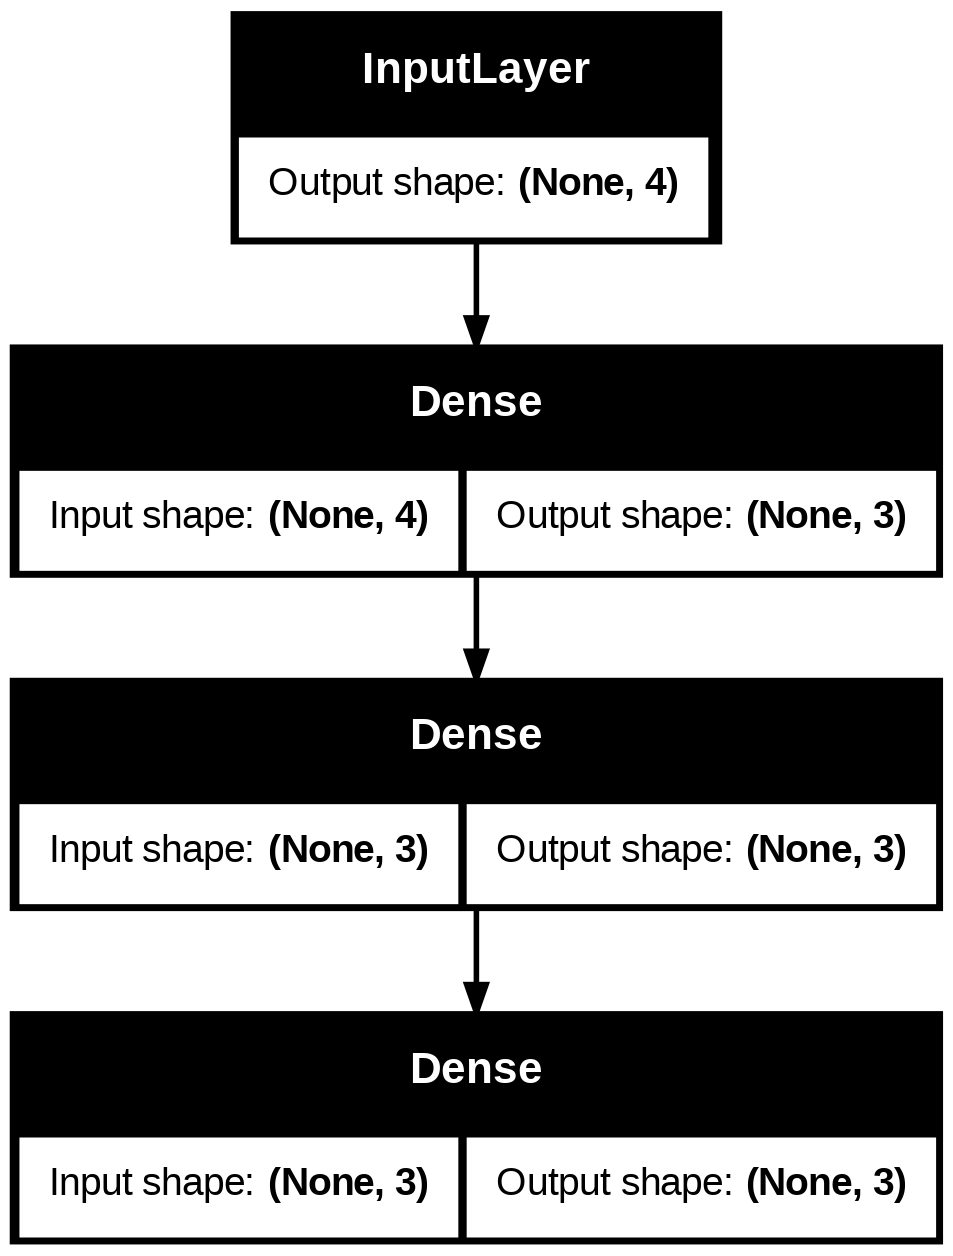 InputLayer
Output shape: (None, 4)
Dense
Input shape: (None, 4) Output shape: (None, 3)
Dense
Input shape: (None, 3) Output shape: (None, 3)
Dense
Input shape: (None, 3) Output shape: (None, 3)